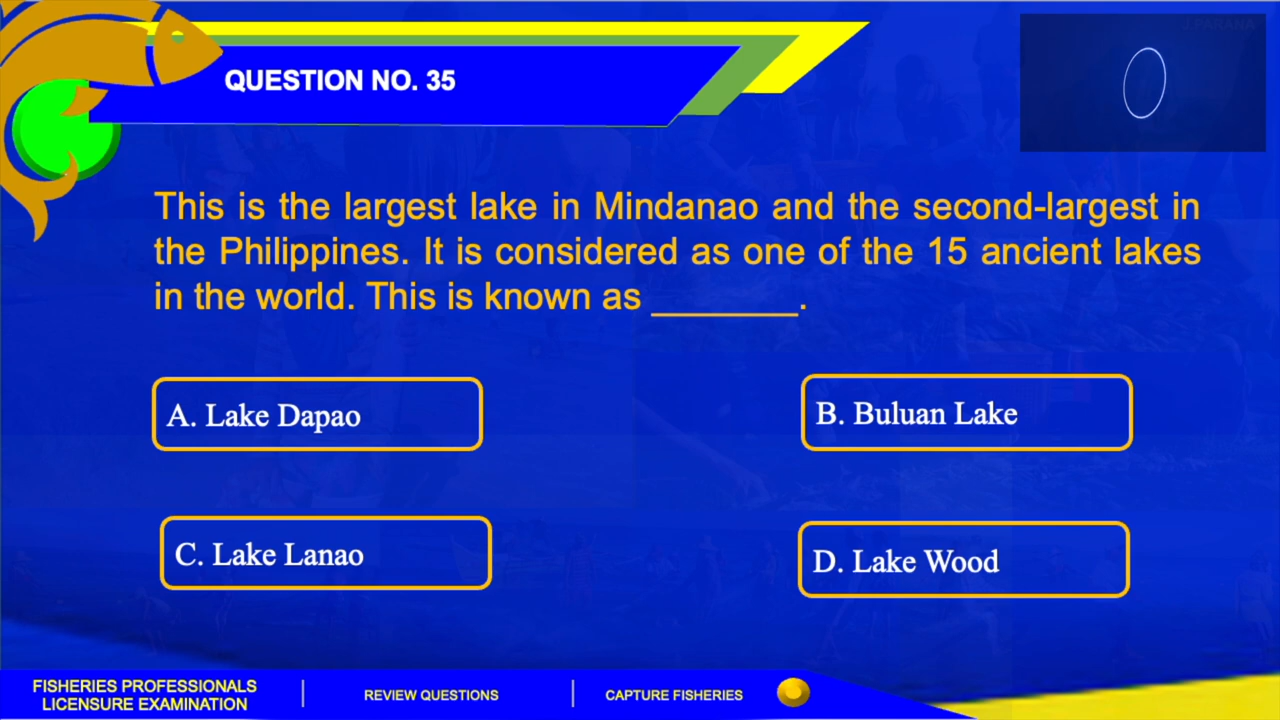 QUESTION NO. 35
This is the largest lake in Mindanao and the second-largest in
the Philippines. It is considered as one of the 15 ancient lakes
in the world. This is known as ________.
A. Lake Dapao
B. Buluan Lake
C. Lake Lanao
D. Lake Wood
FISHERIES PROFESSIONALS
LICENSURE EXAMINATION
REVIEW QUESTIONS
CAPTURE FISHERIES